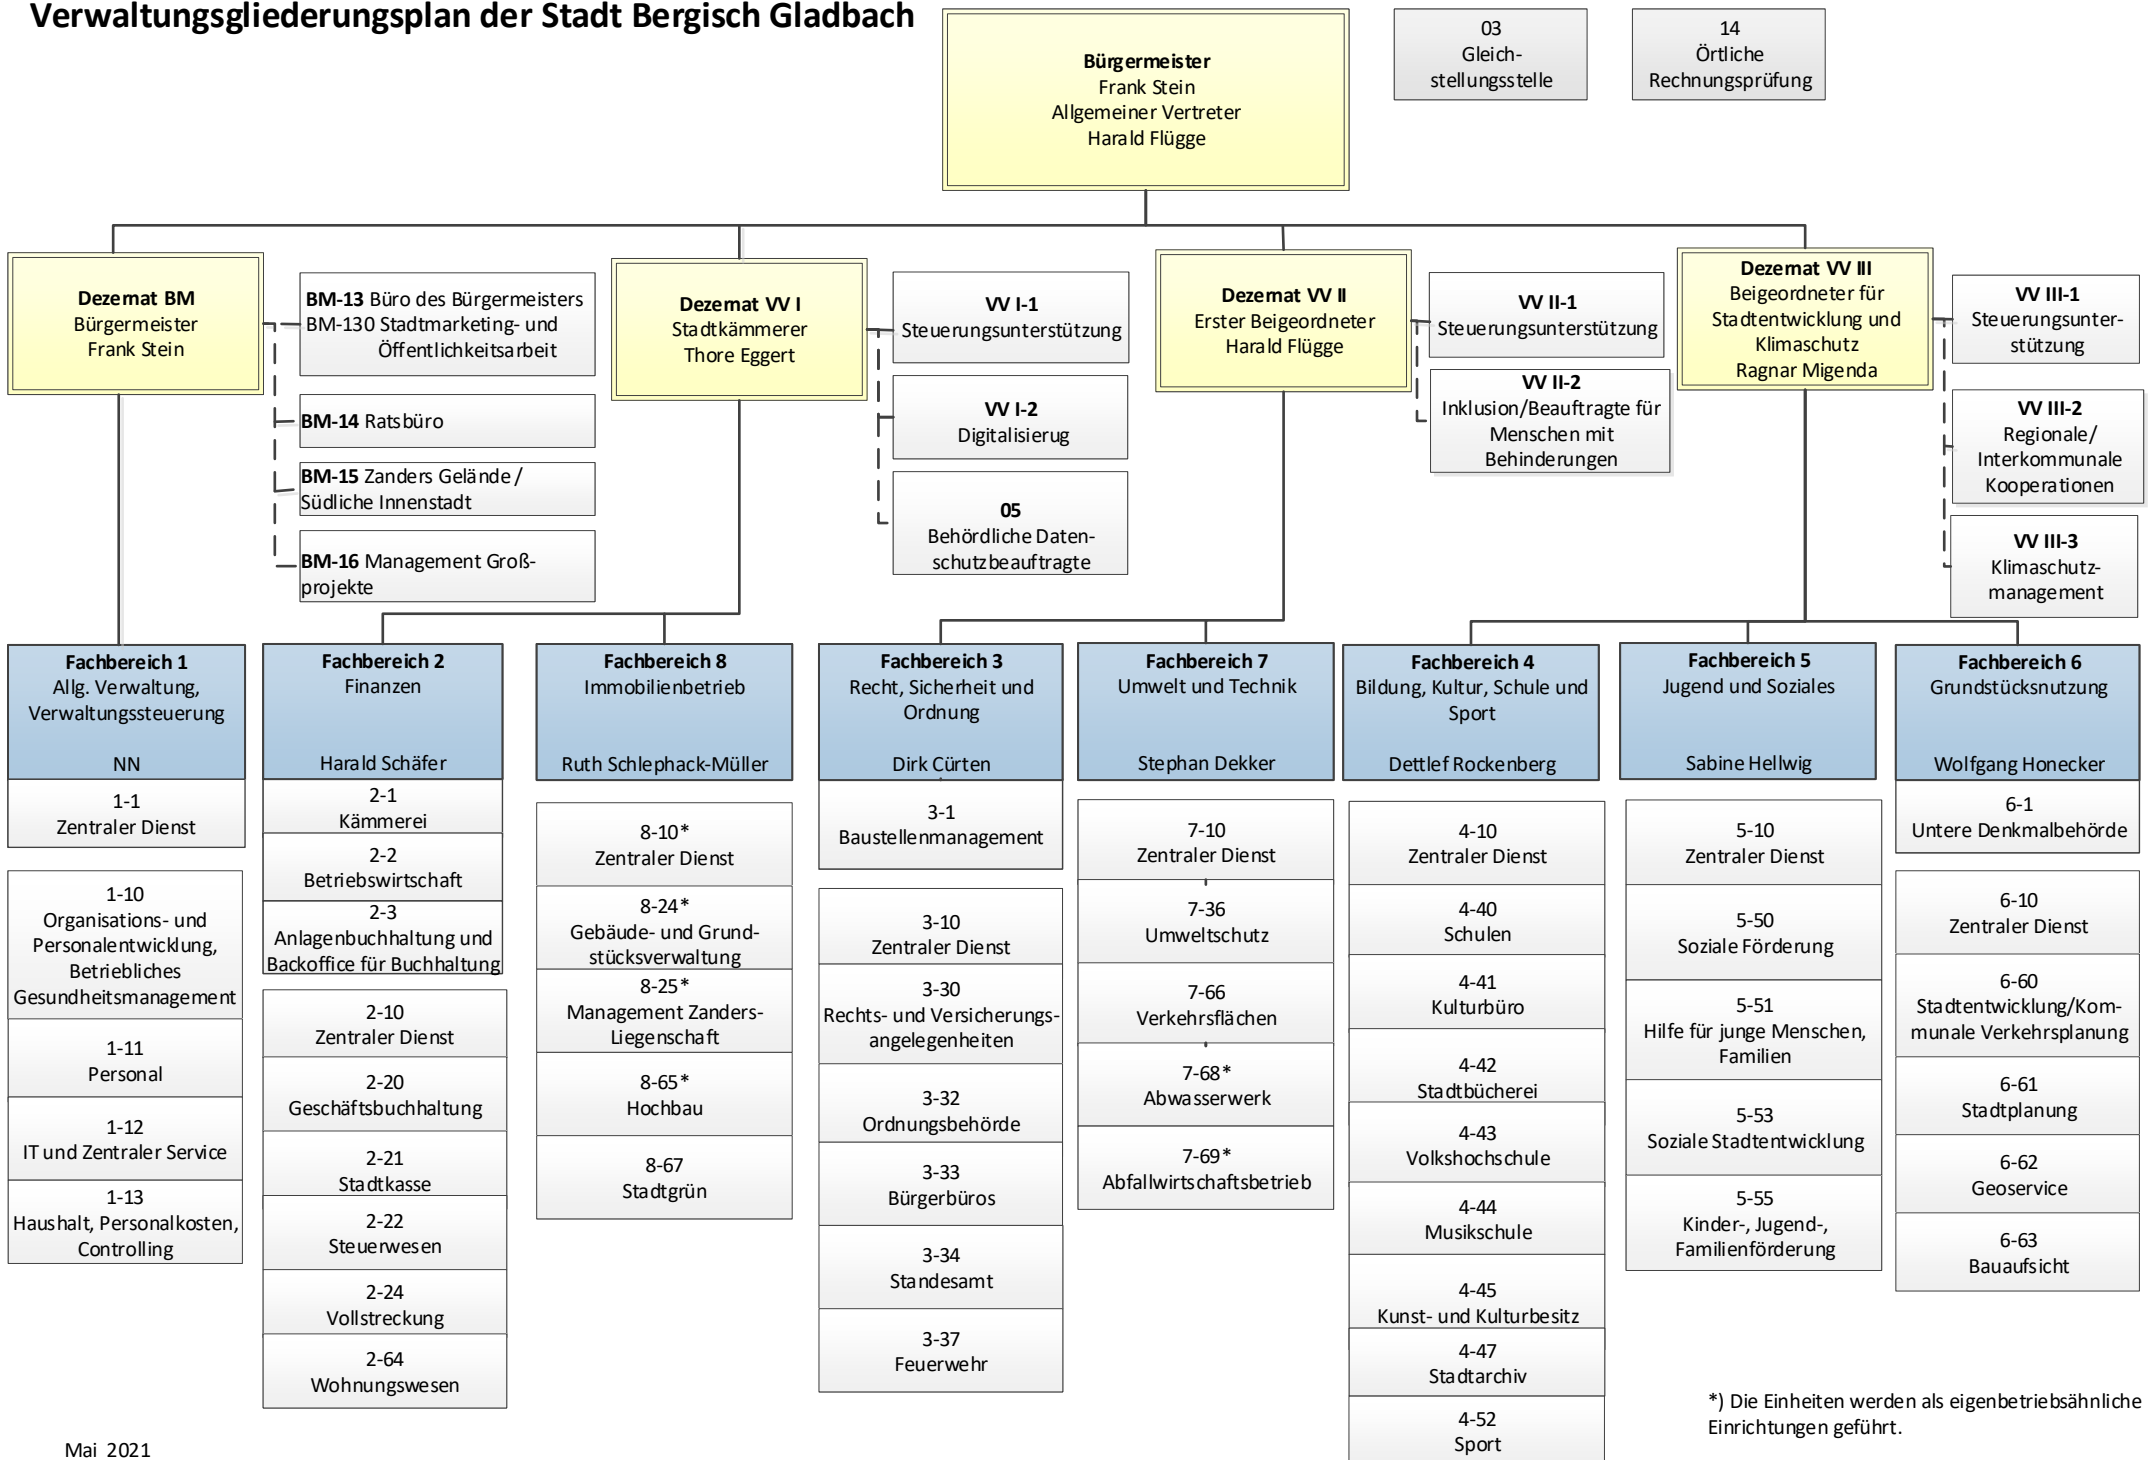 Verwaltungsgliederungsplan der Stadt Bergisch Gladbach
Bürgermeister
Frank Stein
Allgemeiner Vertreter
Harald Flügge
03
Gleich-
stellungsstelle
14
Örtliche
Rechnungsprüfung
Dezernat BM
Bürgermeister
Frank Stein
BM-13 Büro des Bürgermeisters
BM-130 Stadtmarketing- und
Öffentlichkeitsarbeit
BM-14 Ratsbüro
BM-15 Zanders Gelände /
Südliche Innenstadt
BM-16 Management Groß-
projekte
Dezernat VV I
Stadtkämmerer
Thore Eggert
VV I-1
Steuerungsunterstützung
VV I-2
Digitalisierug
05
Behördliche Daten-
schutzbeauftragte
Dezernat VV II
Erster Beigeordneter
Harald Flügge
VV II-1
Steuerungsunterstützung
VV II-2
Inklusion/Beauftragte für
Menschen mit
Behinderungen
Dezernat VV III
Beigeordneter für
Stadtentwicklung und
Klimaschutz
Ragnar Migenda
VV III-1
Steuerungsunter-
stützung
VV III-2
Regionale/
Interkommunale
Kooperationen
VV III-3
Klimaschutz-
management
Fachbereich 1
Allg. Verwaltung,
Verwaltungssteuerung
NN
1-1
Zentraler Dienst
1-10
Organisations- und
Personalentwicklung,
Betriebliches
Gesundheitsmanagement
1-11
Personal
1-12
IT und Zentraler Service
1-13
Haushalt, Personalkosten,
Controlling
Fachbereich 2
Finanzen
Harald Schäfer
2-1
Kämmerei
2-2
Betriebswirtschaft
2-3
Anlagenbuchhaltung und
Backoffice für Buchhaltung
2-10
Zentraler Dienst
2-20
Geschäftsbuchhaltung
2-21
Stadtkasse
2-22
Steuerwesen
2-24
Vollstreckung
2-64
Wohnungswesen
Fachbereich 8
Immobilienbetrieb
Ruth Schlephack-Müller
8-10*
Zentraler Dienst
8-24*
Gebäude- und Grund-
stücksverwaltung
8-25*
Management Zanders-
Liegenschaft
8-65*
Hochbau
8-67
Stadtgrün
Fachbereich 3
Recht, Sicherheit und
Ordnung
Dirk Cürten
3-1
Baustellenmanagement
3-10
Zentraler Dienst
3-30
Rechts- und Versicherungs-
angelegenheiten
3-32
Ordnungsbehörde
3-33
Bürgerbüros
3-34
Standesamt
3-37
Feuerwehr
Fachbereich 7
Umwelt und Technik
Stephan Dekker
7-10
Zentraler Dienst
7-36
Umweltschutz
7-66
Verkehrsflächen
7-68*
Abwasserwerk
7-69*
Abfallwirtschaftsbetrieb
Fachbereich 4
Bildung, Kultur, Schule und
Sport
Dettlef Rockenberg
4-10
Zentraler Dienst
4-40
Schulen
4-41
Kulturbüro
4-42
Stadtbücherei
4-43
Volkshochschule
4-44
Musikschule
4-45
Kunst- und Kulturbesitz
4-47
Stadtarchiv
4-52
Sport
Fachbereich 5
Jugend und Soziales
Sabine Hellwig
5-10
Zentraler Dienst
5-50
Soziale Förderung
5-51
Hilfe für junge Menschen,
Familien
5-53
Soziale Stadtentwicklung
5-55
Kinder-, Jugend-,
Familienförderung
Fachbereich 6
Grundstücksnutzung
Wolfgang Honecker
6-1
Untere Denkmalbehörde
6-10
Zentraler Dienst
6-60
Stadtentwicklung/Kom-
munale Verkehrsplanung
6-61
Stadtplanung
6-62
Geoservice
6-63
Bauaufsicht
*) Die Einheiten werden als eigenbetriebsähnliche
Einrichtungen geführt.
Mai 2021